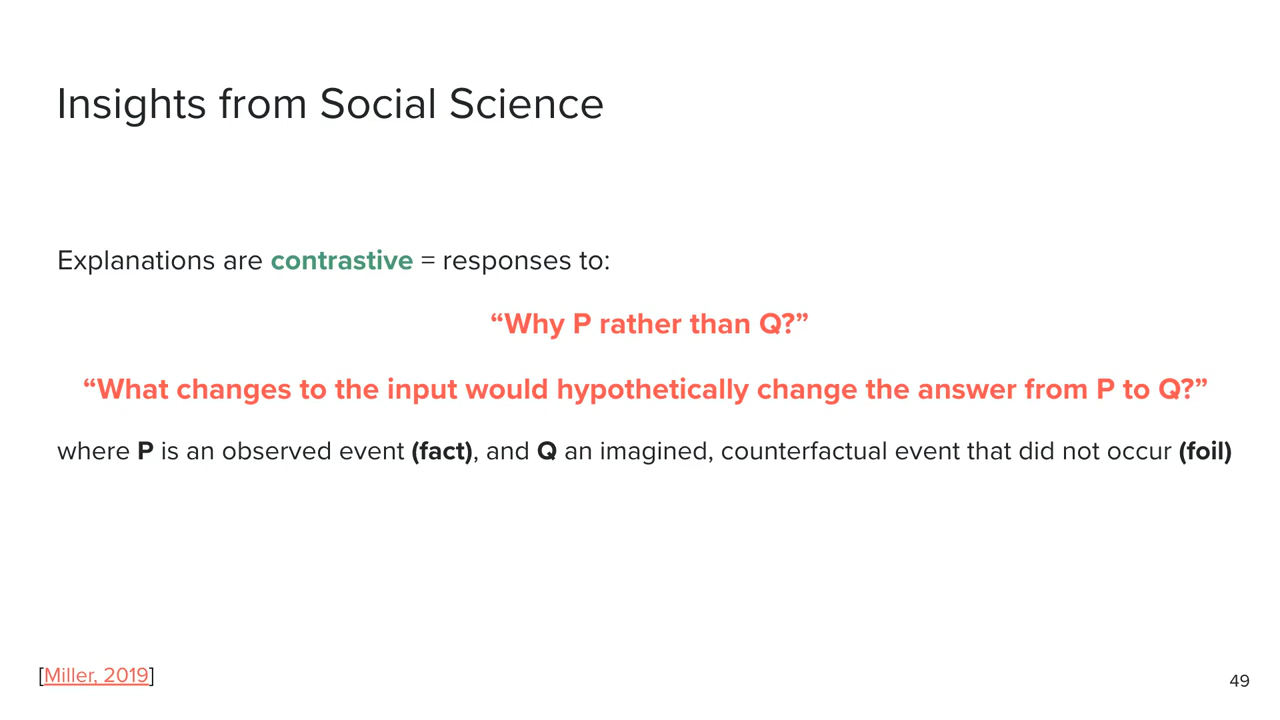 Insights from Social Science
Explanations are contrastive = responses to:
“Why P rather than Q?”
“What changes to the input would hypothetically change the answer from P to Q?”
where P is an observed event (fact), and Q an imagined, counterfactual event that did not occur (foil)
[Miller, 2019]
49